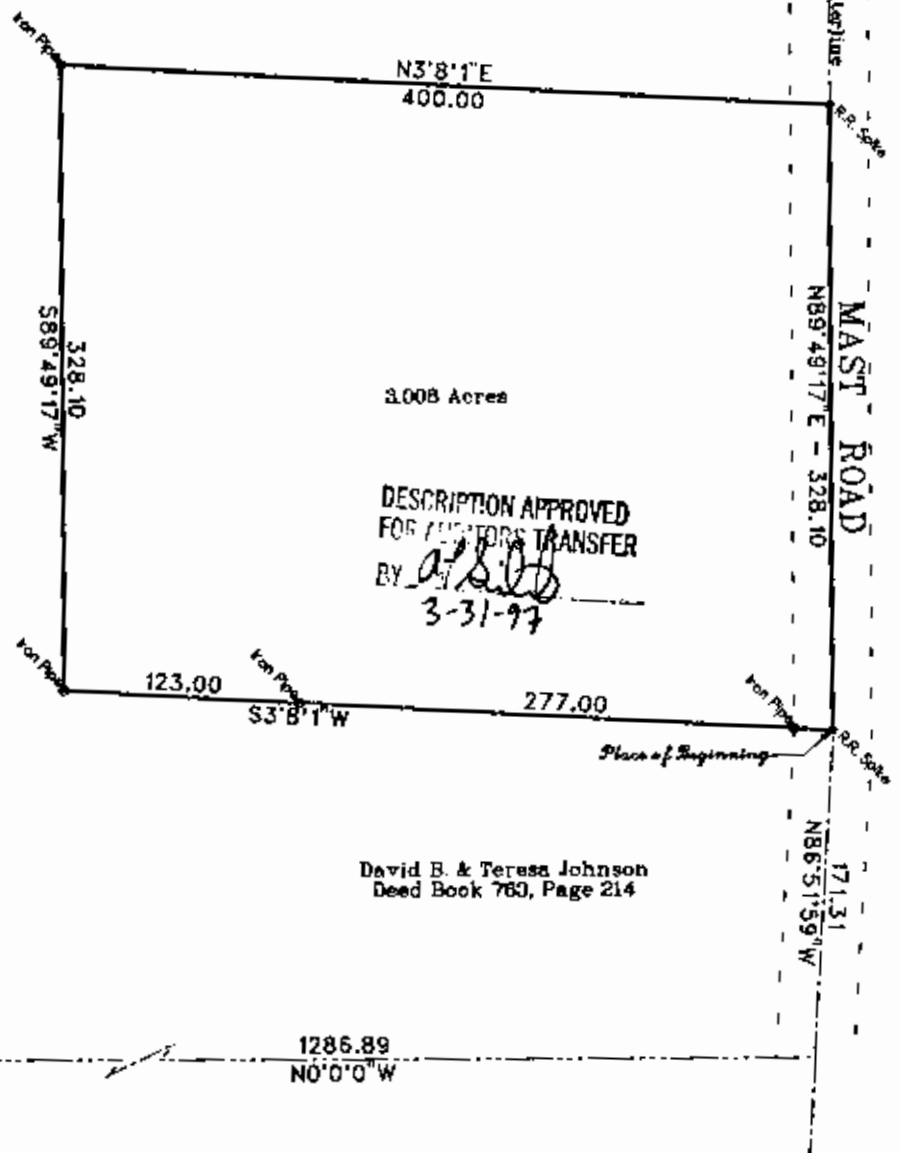 Iron Pipe
N3°8'1"E
400.00
R.R. Spike
328.10
S89°49'17"W
N89°49'17"E - 328.10
MAST ROAD
3.008 Acres
DESCRIPTION APPROVED
FOR AUDITORS TRANSFER
BY
3-31-97
Iron Pipe
123.00
Iron Pipe
S3°8'1"W
277.00
Iron Pipe
R.R. Spike
Place of Beginning
171.31
N86°51'59"W
David B. & Teresa Johnson
Deed Book 760, Page 214
1286.89
N0°0'0"W